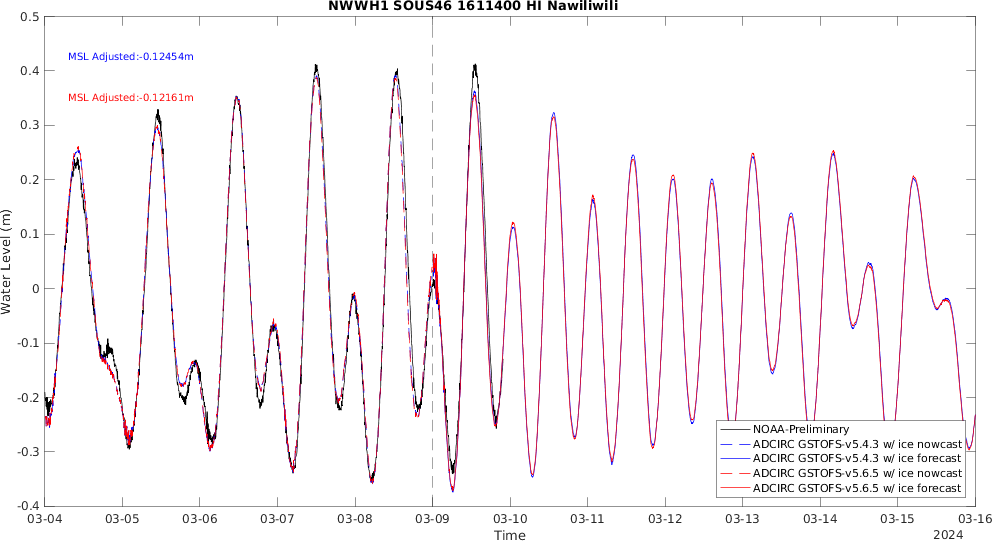 NWWH1 SOUS46 1611400 HI Nawiliwili
0.5
0.4
0.3
0.2
0.1
0
-0.1
-0.2
-0.3
-0.4
Water Level (m)
MSL Adjusted:-0.12454m
MSL Adjusted:-0.12161m
NOAA-Preliminary
ADCIRC GSTOFS-v5.4.3 w/ ice nowcast
ADCIRC GSTOFS-v5.4.3 w/ ice forecast
ADCIRC GSTOFS-v5.6.5 w/ ice nowcast
ADCIRC GSTOFS-v5.6.5 w/ ice forecast
03-04 03-05 03-06 03-07 03-08 03-09 03-10 03-11 03-12 03-13 03-14 03-15 03-16
Time
2024